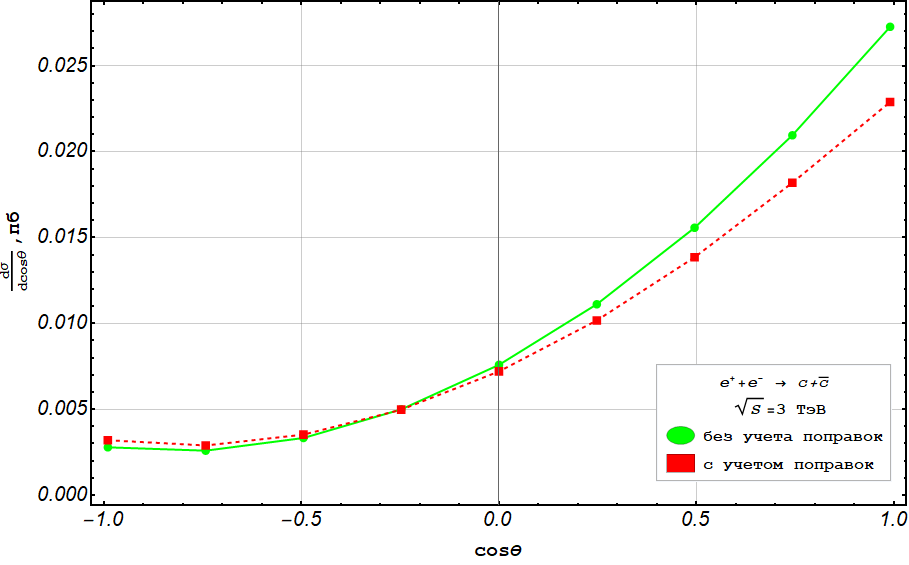 0.025
0.020
0.015
0.010
0.005
0.000
dσ
dcosθ
, пб
e⁺+e⁻ → c+c̅
√s=3 ТэВ
без учета поправок
с учетом поправок
−1.0 −0.5 0.0 0.5 1.0
cosθ